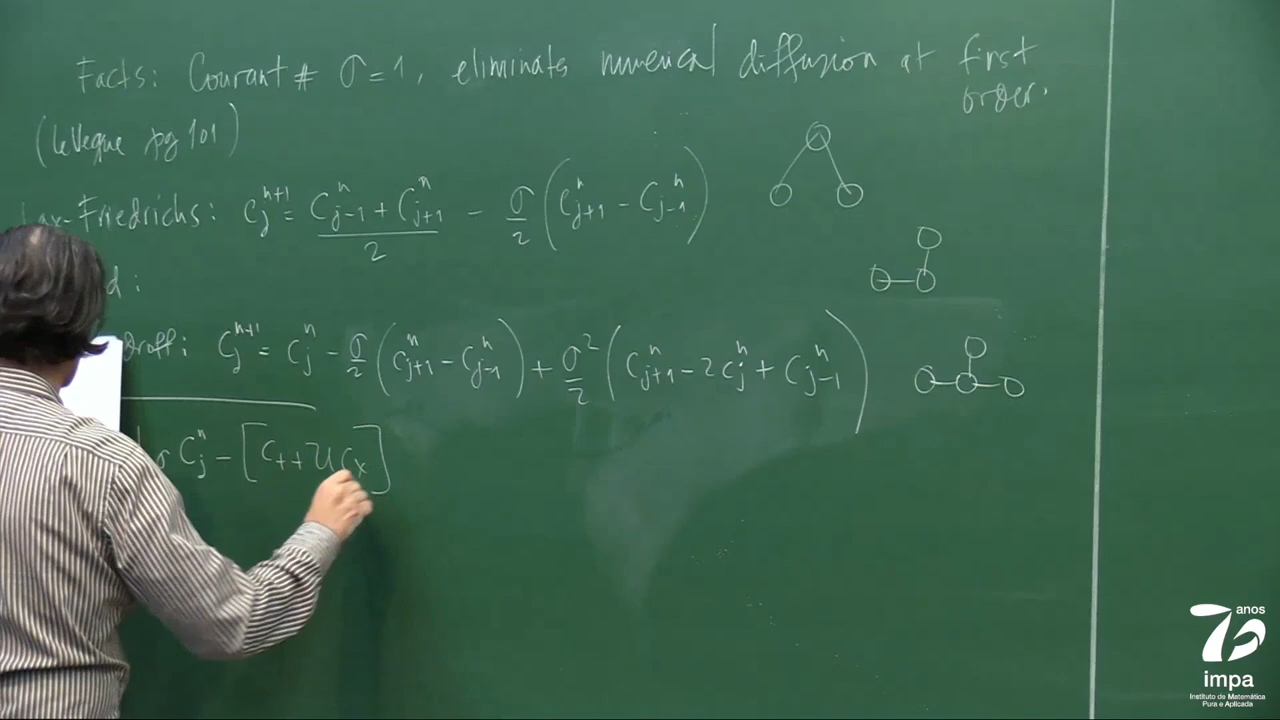 Facts: Courant # σ=1, eliminates numerical diffusion at first order.
(LeVeque pg 101)
Lax-Friedrichs: C_j^{n+1} = (C_{j-1}^n + C_{j+1}^n)/2 - σ/2 (C_{j+1}^n - C_{j-1}^n)
d:
droff: C_j^{n+1} = C_j^n - σ/2 (C_{j+1}^n - C_{j-1}^n) + σ²/2 (C_{j+1}^n - 2C_j^n + C_{j-1}^n)
C_j^n - [C_t + U C_x]
anos
impa
Instituto de Matemática
Pura e Aplicada